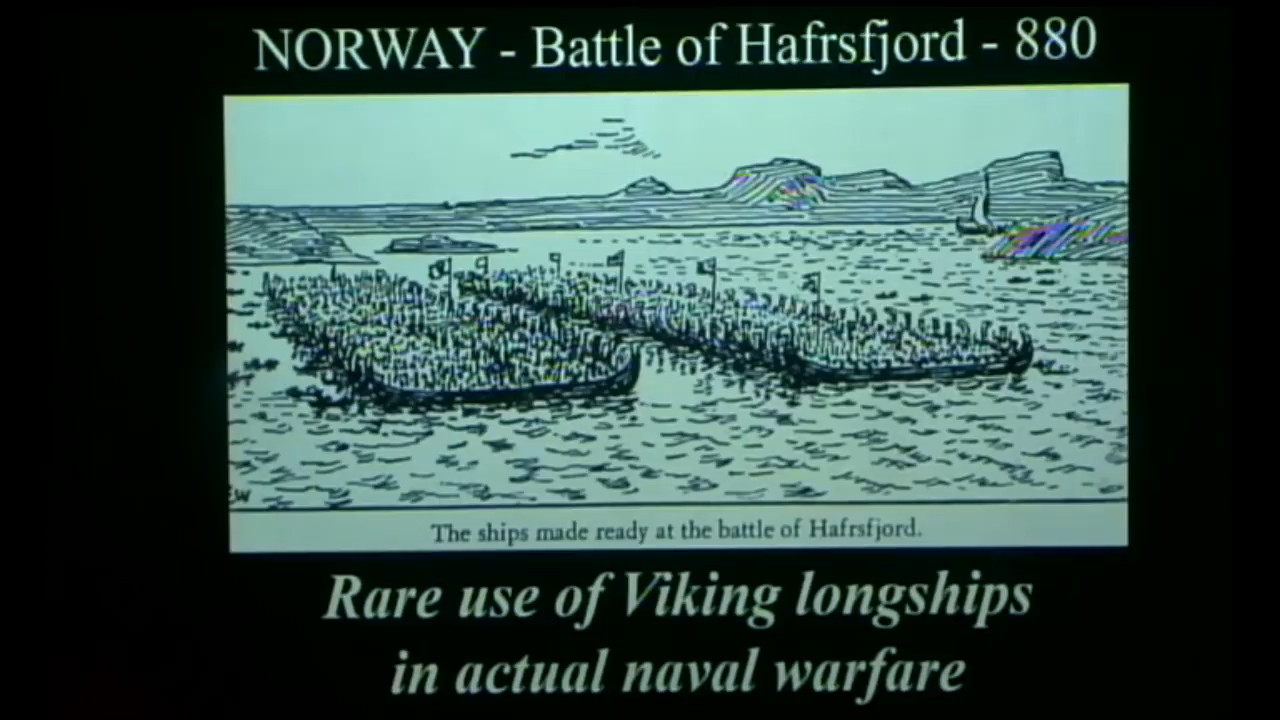 NORWAY - Battle of Hafrsfjord - 880
EW
The ships made ready at the battle of Hafrsfjord.
Rare use of Viking longships
in actual naval warfare